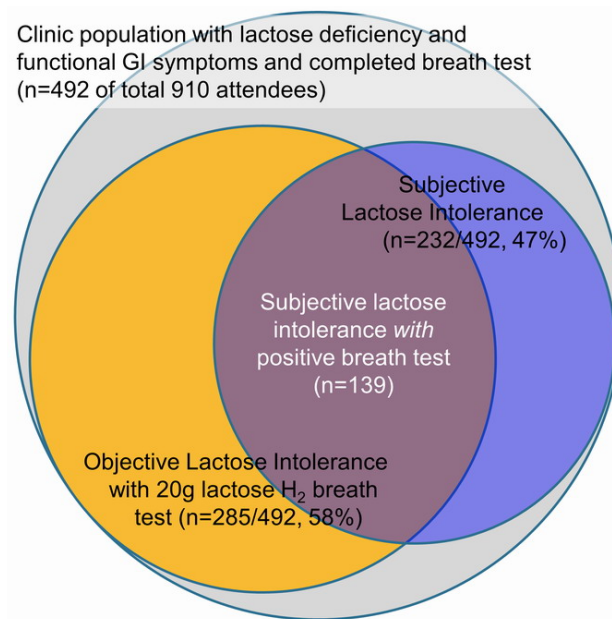 Clinic population with lactose deficiency and
functional GI symptoms and completed breath test
(n=492 of total 910 attendees)
Subjective
Lactose Intolerance
(n=232/492, 47%)
Subjective lactose
intolerance with
positive breath test
(n=139)
Objective Lactose Intolerance
with 20g lactose H₂ breath
test (n=285/492, 58%)